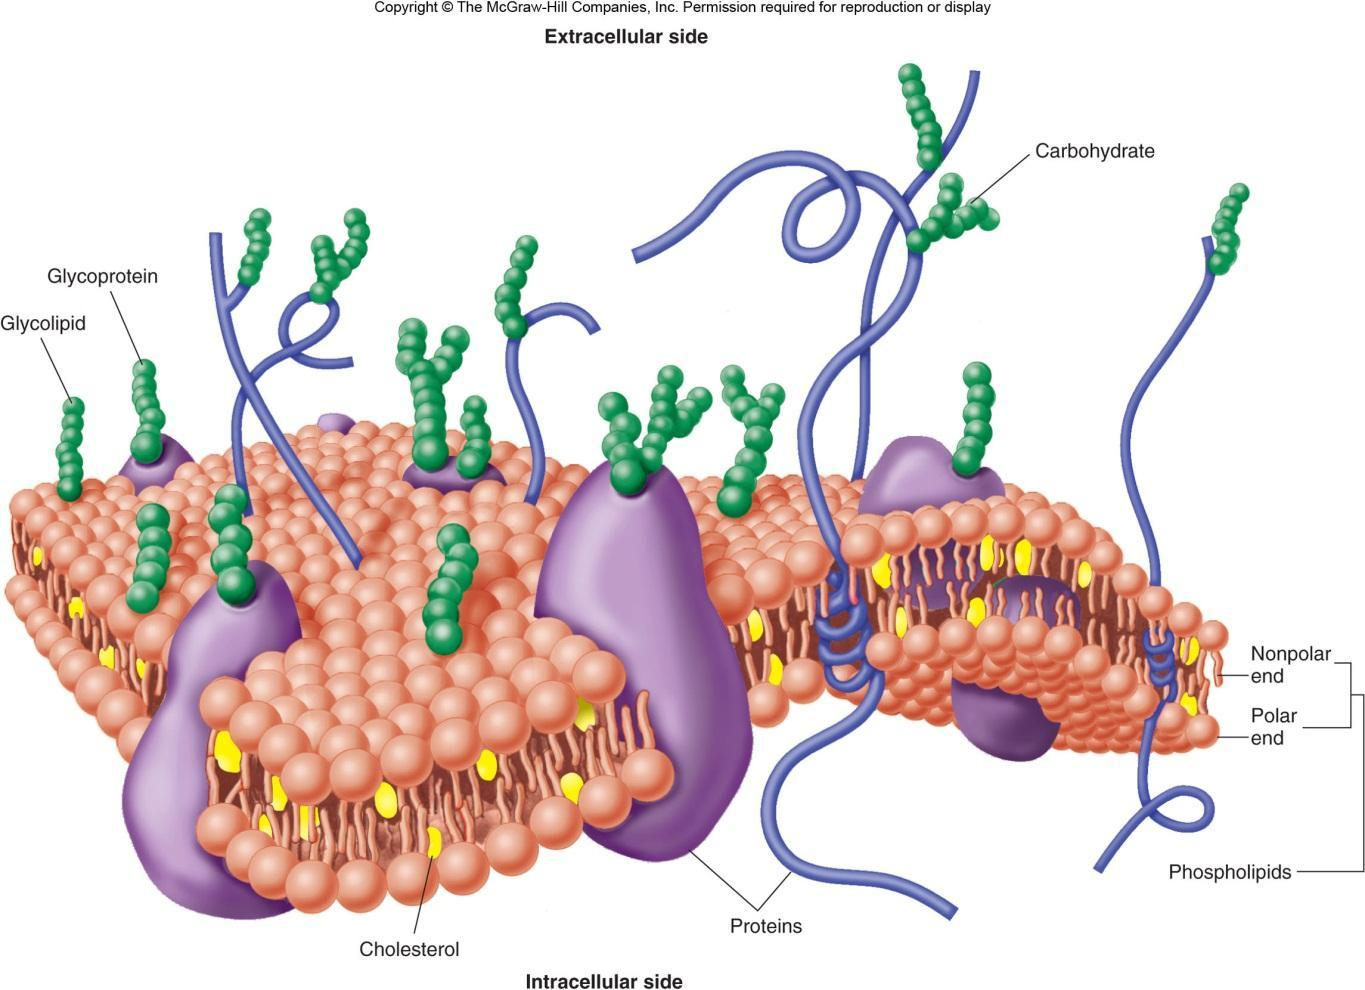 Copyright © The McGraw-Hill Companies, Inc. Permission required for reproduction or display
Extracellular side
Carbohydrate
Glycoprotein
Glycolipid
Nonpolar
end
Polar
end
Phospholipids
Proteins
Cholesterol
Intracellular side